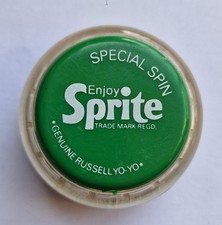 SPECIAL SPIN
Enjoy
Sprite
TRADE MARK REGD.
•GENUINE RUSSELL YO-YO•